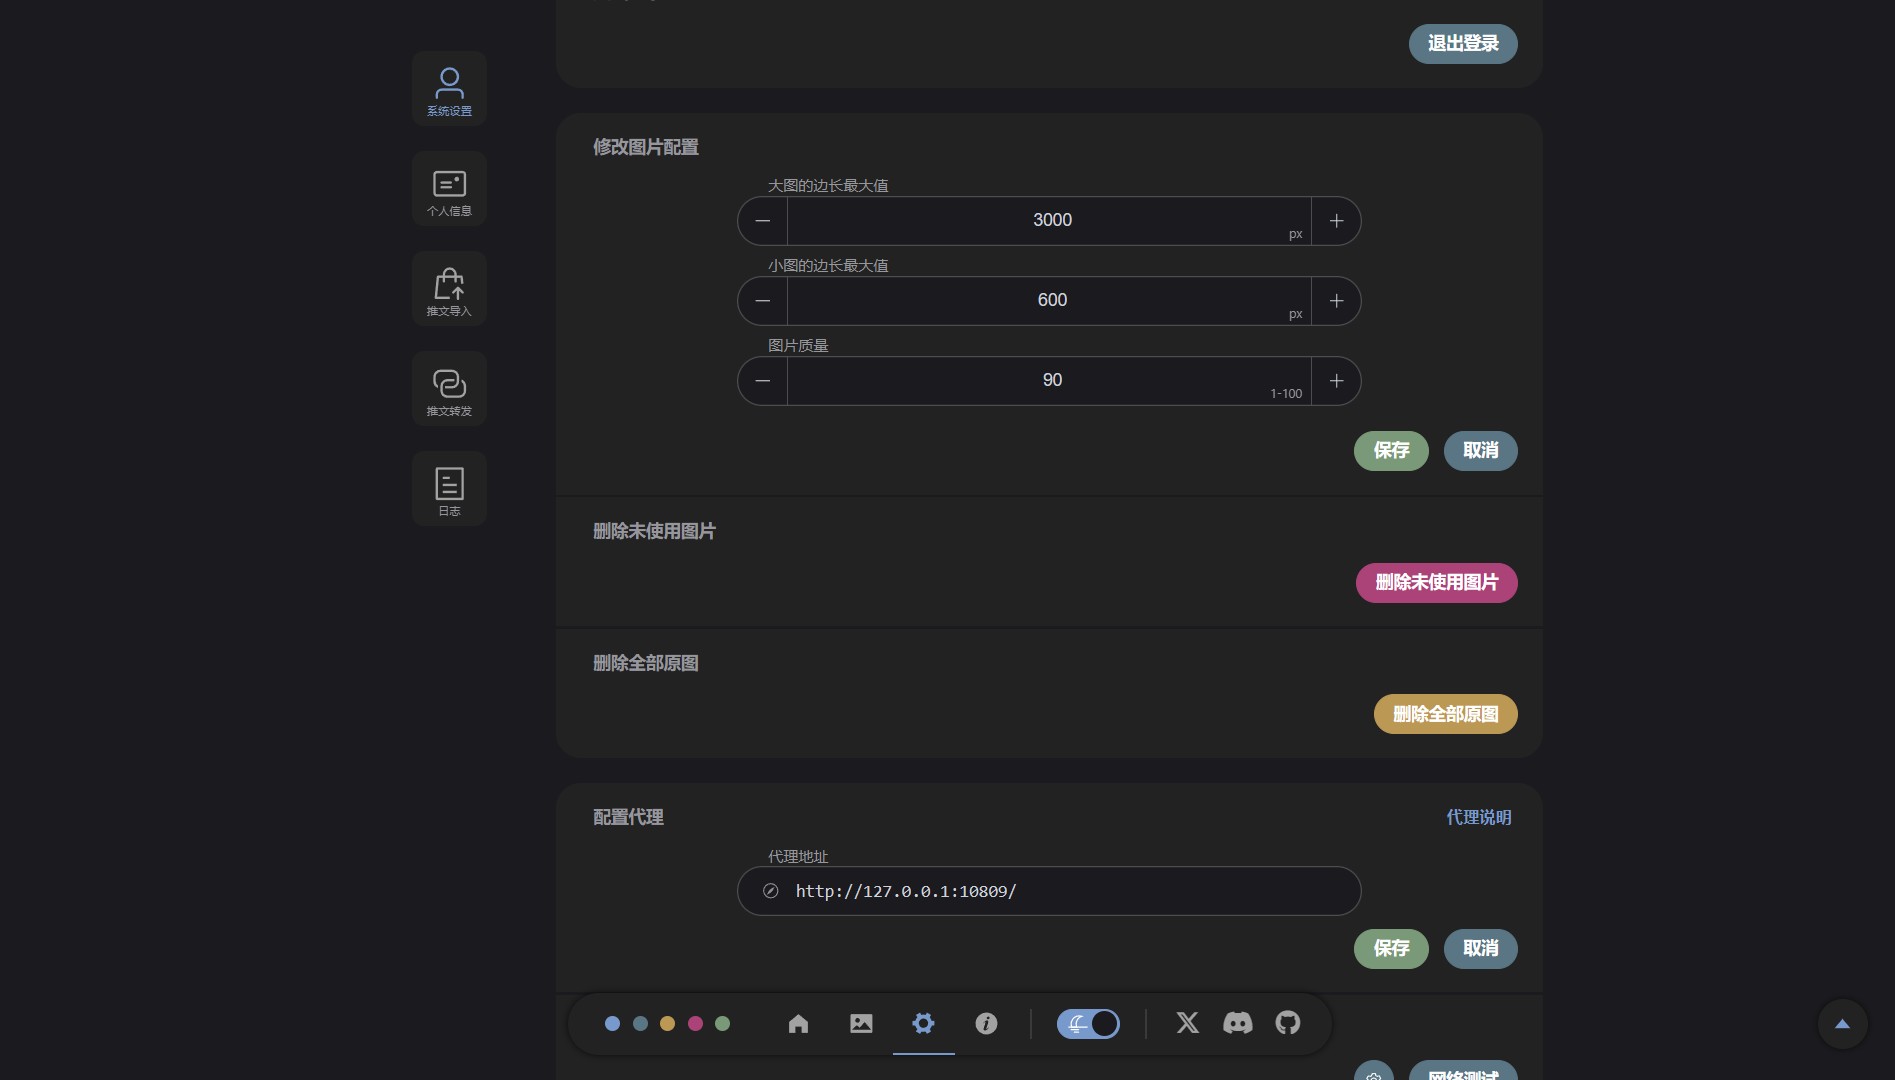 退出登录
系统设置
个人信息
推文导入
推文转发
日志
修改图片配置
大图的边长最大值
3000
px
小图的边长最大值
600
px
图片质量
90
1-100
保存
取消
删除未使用图片
删除未使用图片
删除全部原图
删除全部原图
配置代理
代理说明
代理地址
http://127.0.0.1:10809/
保存
取消
网络测试